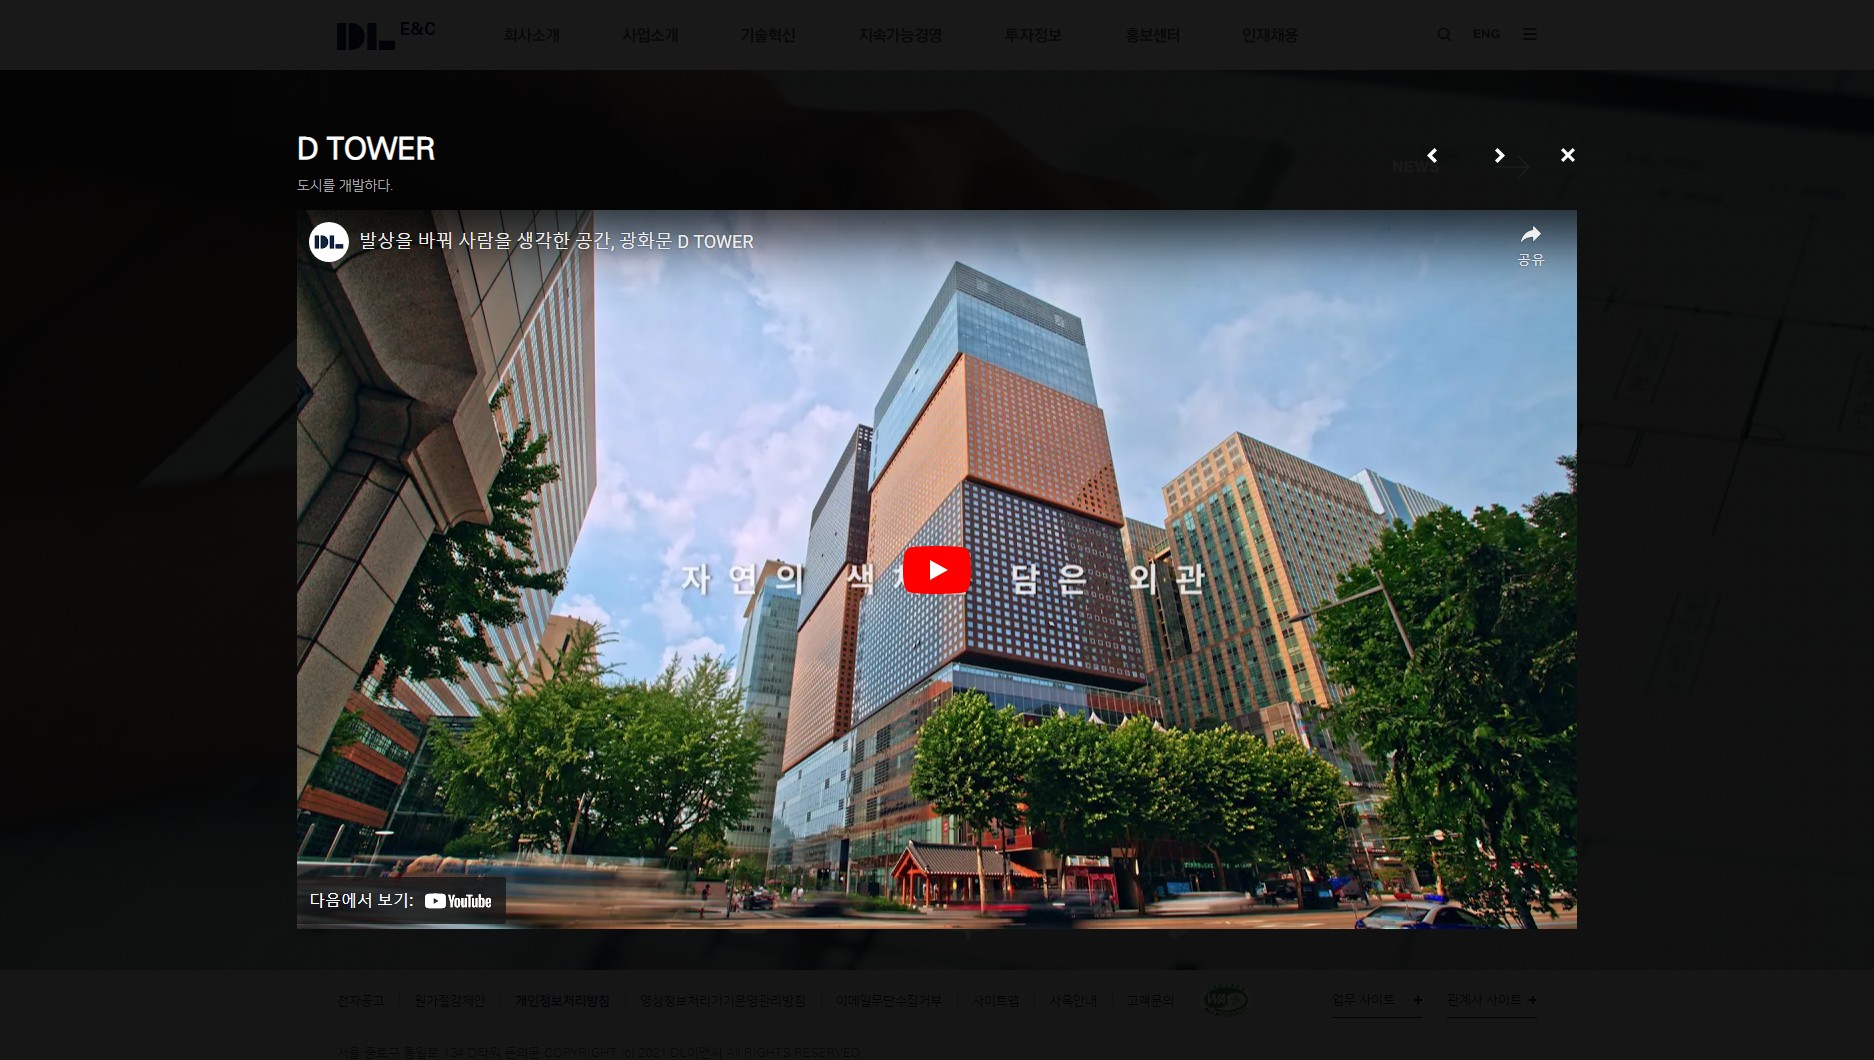 DL E&C
회사소개
사업소개
기술혁신
지속가능경영
투자정보
홍보센터
인재채용
ENG
D TOWER
NEWS
도시를 개발하다.
DL
발상을 바꿔 사람을 생각한 공간, 광화문 D TOWER
공유
자연의 색 담은 외관
다음에서 보기: YouTube
전자공고
원가절감제안
개인정보처리방침
영상정보처리기기운영관리방침
이메일무단수집거부
사이트맵
사옥안내
고객문의
WA
업무 사이트 +
관계사 사이트 +
서울 종로구 통일로 134 D타워 돈의문 COPYRIGHT (c) 2021 DL이앤씨 All RIGHTS RESERVED.